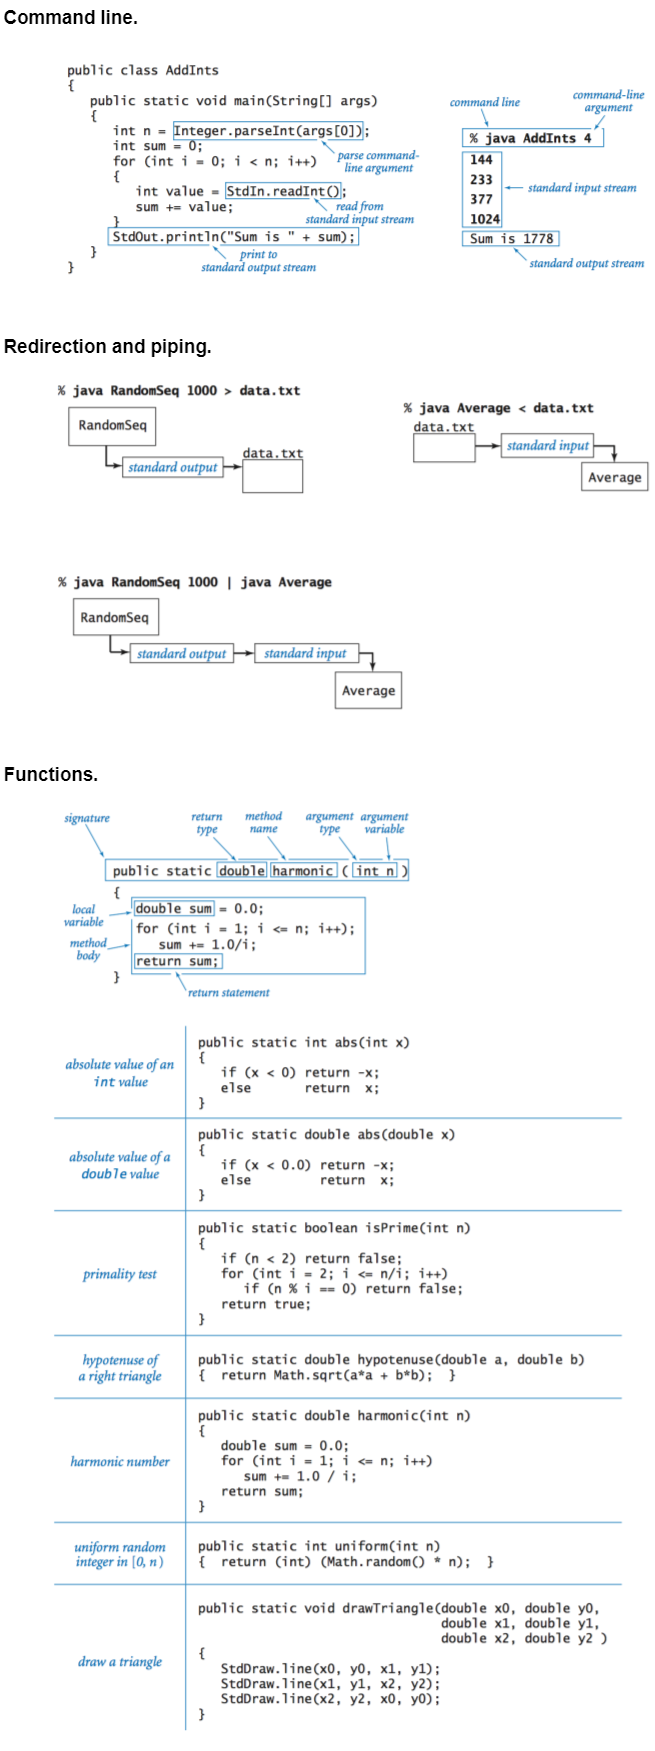 Command line.
public class AddInts
{
public static void main(String[] args)
{
int n = Integer.parseInt(args[0]);
int sum = 0;
for (int i = 0; i < n; i++)
{
int value = StdIn.readInt();
sum += value;
}
StdOut.println("Sum is " + sum);
}
}
parse command-
line argument
read from
standard input stream
print to
standard output stream
command line
command-line
argument
% java AddInts 4
144
233
377
1024
standard input stream
Sum is 1778
standard output stream
Redirection and piping.
% java RandomSeq 1000 > data.txt
RandomSeq
standard output
data.txt
% java Average < data.txt
data.txt
standard input
Average
% java RandomSeq 1000 | java Average
RandomSeq
standard output
standard input
Average
Functions.
signature
return
type
method
name
argument
type
argument
variable
public static double harmonic ( int n )
{
local
variable
double sum = 0.0;
for (int i = 1; i <= n; i++);
method
body
sum += 1.0/i;
return sum;
}
return statement
absolute value of an
int value
public static int abs(int x)
{
if (x < 0) return -x;
else return x;
}
absolute value of a
double value
public static double abs(double x)
{
if (x < 0.0) return -x;
else return x;
}
primality test
public static boolean isPrime(int n)
{
if (n < 2) return false;
for (int i = 2; i <= n/i; i++)
if (n % i == 0) return false;
return true;
}
hypotenuse of
a right triangle
public static double hypotenuse(double a, double b)
{ return Math.sqrt(a*a + b*b); }
harmonic number
public static double harmonic(int n)
{
double sum = 0.0;
for (int i = 1; i <= n; i++)
sum += 1.0 / i;
return sum;
}
uniform random
integer in [0, n)
public static int uniform(int n)
{ return (int) (Math.random() * n); }
draw a triangle
public static void drawTriangle(double x0, double y0,
double x1, double y1,
double x2, double y2 )
{
StdDraw.line(x0, y0, x1, y1);
StdDraw.line(x1, y1, x2, y2);
StdDraw.line(x2, y2, x0, y0);
}